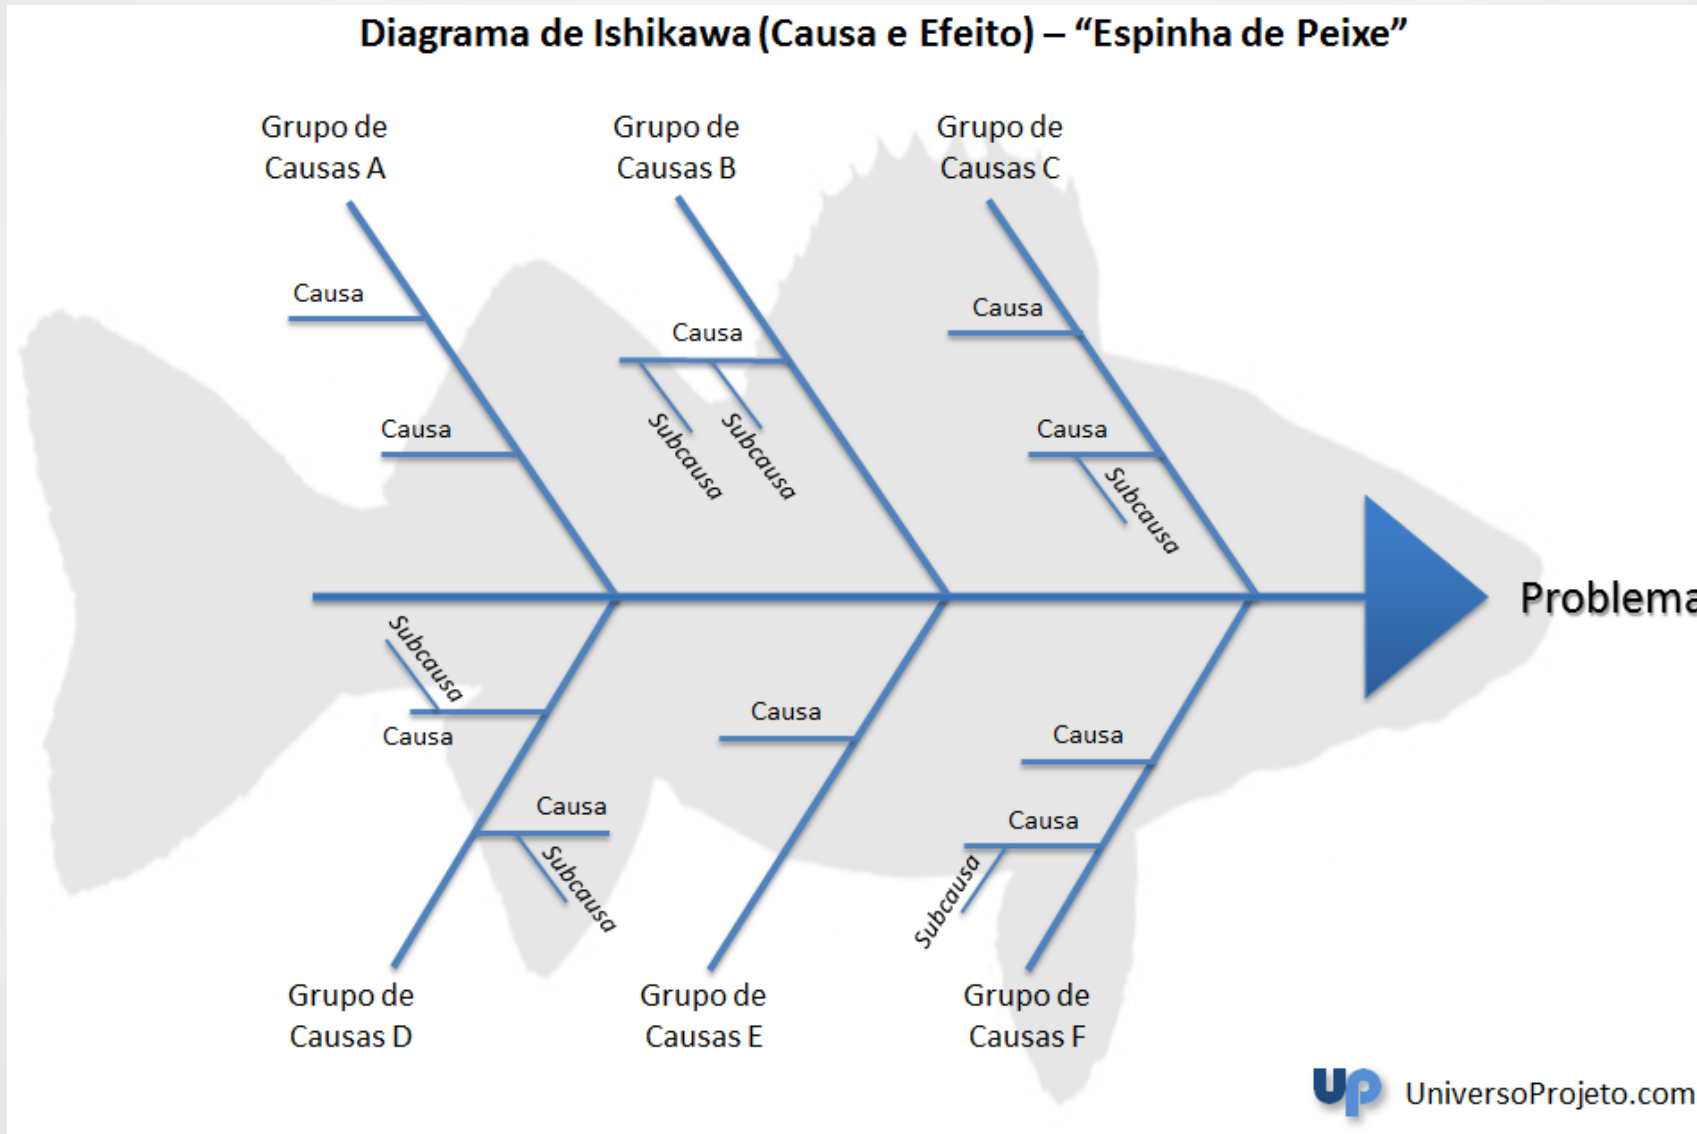 Diagrama de Ishikawa (Causa e Efeito) – “Espinha de Peixe”
Grupo de
Causas A
Grupo de
Causas B
Grupo de
Causas C
Causa
Causa
Causa
Subcausa
Subcausa
Causa
Causa
Subcausa
Problema
Subcausa
Causa
Causa
Subcausa
Causa
Causa
Causa
Subcausa
Grupo de
Causas D
Grupo de
Causas E
Grupo de
Causas F
up UniversoProjeto.com